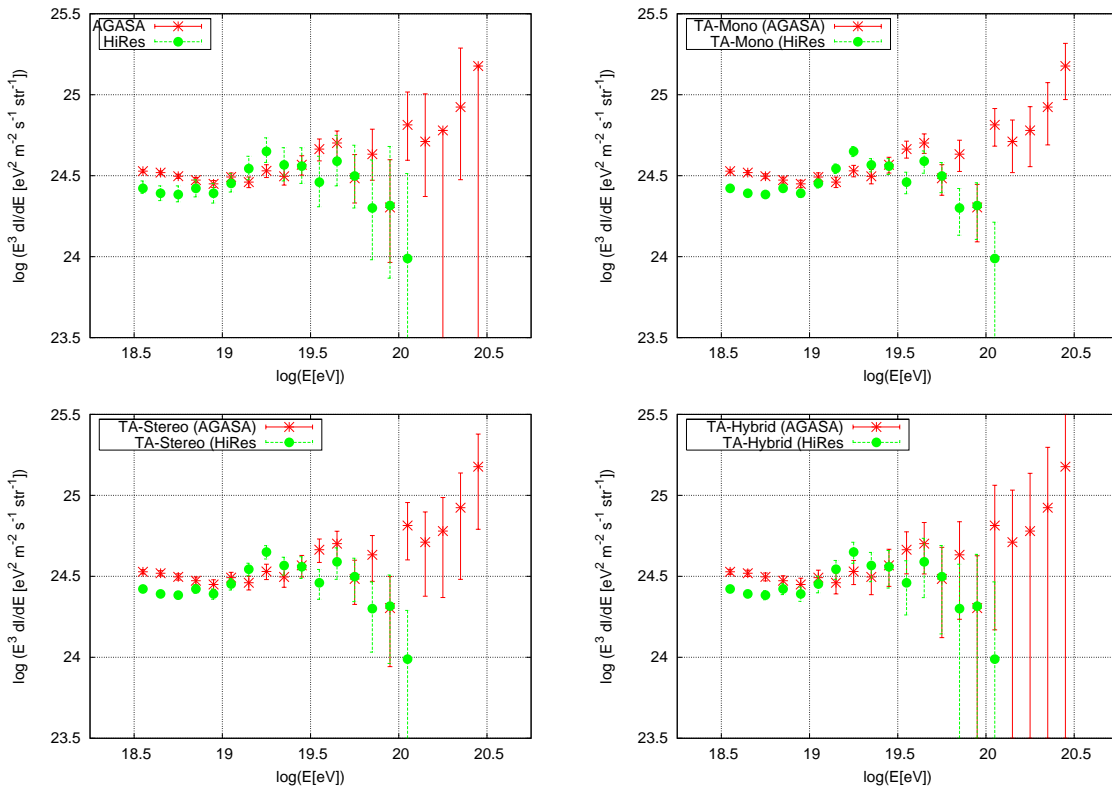 AGASA
HiRes
25.5
25
24.5
24
23.5
log (E³ dI/dE [eV² m⁻² s⁻¹ str⁻¹])
18.5 19 19.5 20 20.5
log(E[eV])
TA-Mono (AGASA)
TA-Mono (HiRes
25.5
25
24.5
24
23.5
log (E³ dI/dE [eV² m⁻² s⁻¹ str⁻¹])
18.5 19 19.5 20 20.5
log(E[eV])
TA-Stereo (AGASA)
TA-Stereo (HiRes
25.5
25
24.5
24
23.5
log (E³ dI/dE [eV² m⁻² s⁻¹ str⁻¹])
18.5 19 19.5 20 20.5
log(E[eV])
TA-Hybrid (AGASA)
TA-Hybrid (HiRes
25.5
25
24.5
24
23.5
log (E³ dI/dE [eV² m⁻² s⁻¹ str⁻¹])
18.5 19 19.5 20 20.5
log(E[eV])